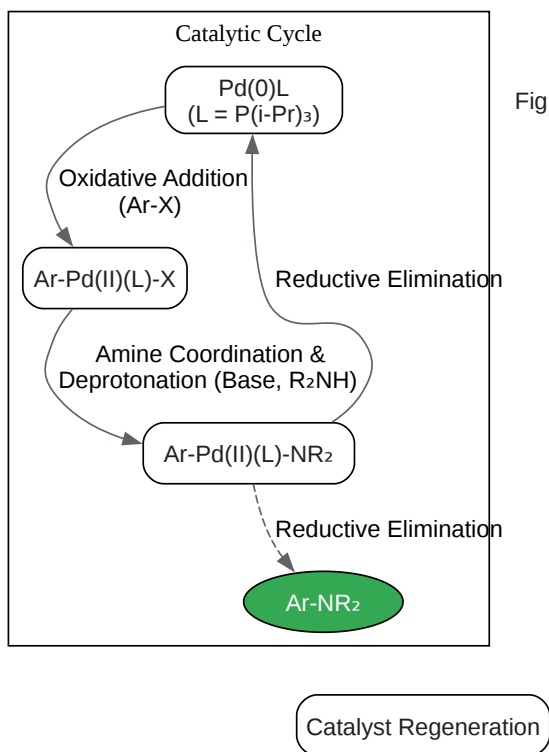 Catalytic Cycle
Pd(0)L
(L = P(i-Pr)₃)
Fig
Oxidative Addition
(Ar-X)
Ar-Pd(II)(L)-X
Reductive Elimination
Amine Coordination &
Deprotonation (Base, R₂NH)
Ar-Pd(II)(L)-NR₂
Reductive Elimination
Ar-NR₂
Catalyst Regeneration